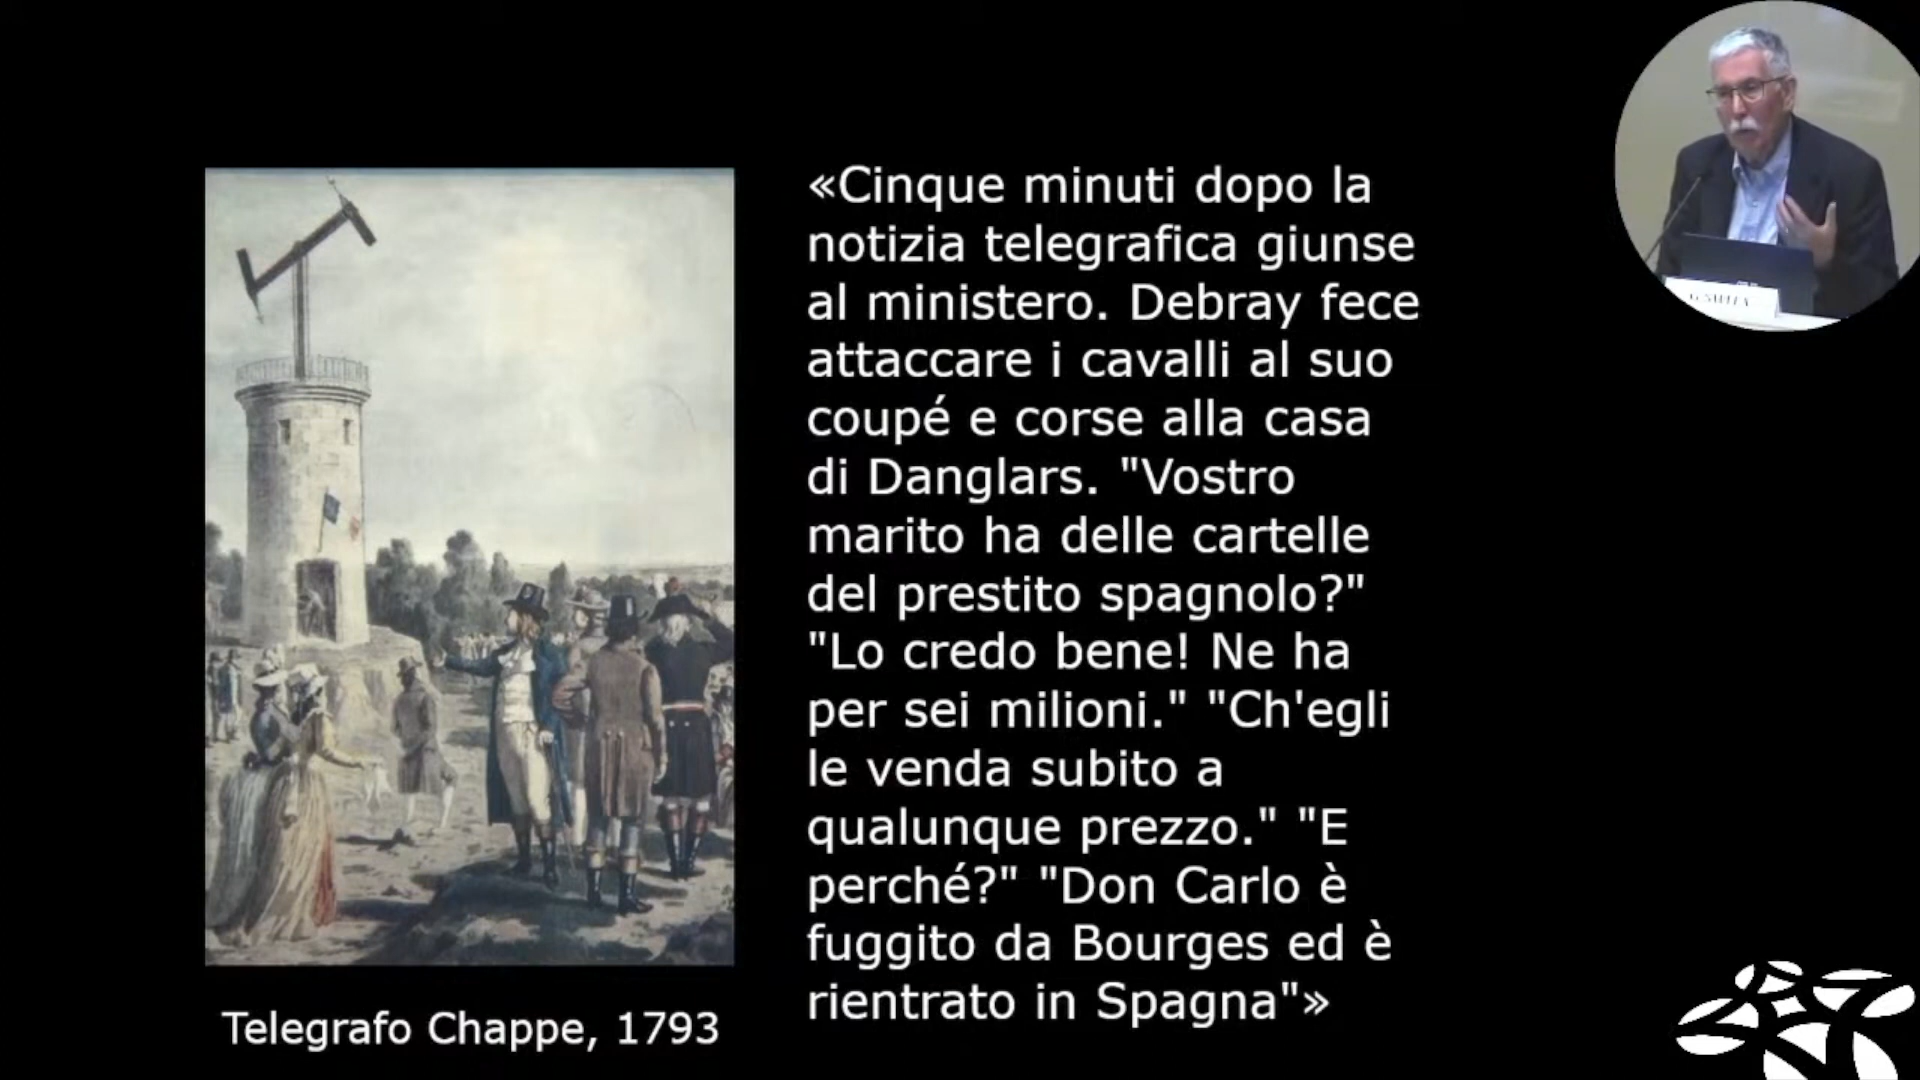 «Cinque minuti dopo la
notizia telegrafica giunse
al ministero. Debray fece
attaccare i cavalli al suo
coupé e corse alla casa
di Danglars. "Vostro
marito ha delle cartelle
del prestito spagnolo?"
"Lo credo bene! Ne ha
per sei milioni." "Ch'egli
le venda subito a
qualunque prezzo." "E
perché?" "Don Carlo è
fuggito da Bourges ed è
rientrato in Spagna"»
Telegrafo Chappe, 1793